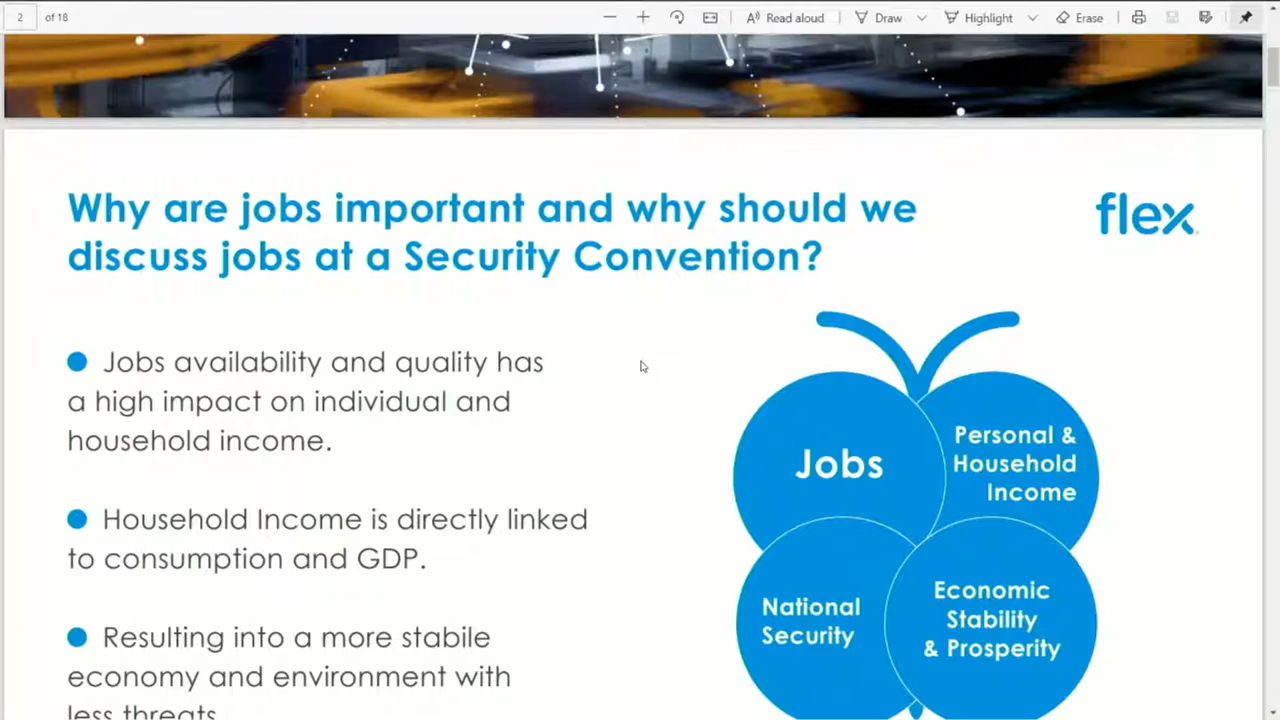 2 of 18
Read aloud
Draw
Highlight
Erase
Why are jobs important and why should we
discuss jobs at a Security Convention?
flex
Jobs availability and quality has
a high impact on individual and
household income.
Household Income is directly linked
to consumption and GDP.
Resulting into a more stabile
economy and environment with
less threats
Jobs
Personal &
Household
Income
National
Security
Economic
Stability
& Prosperity